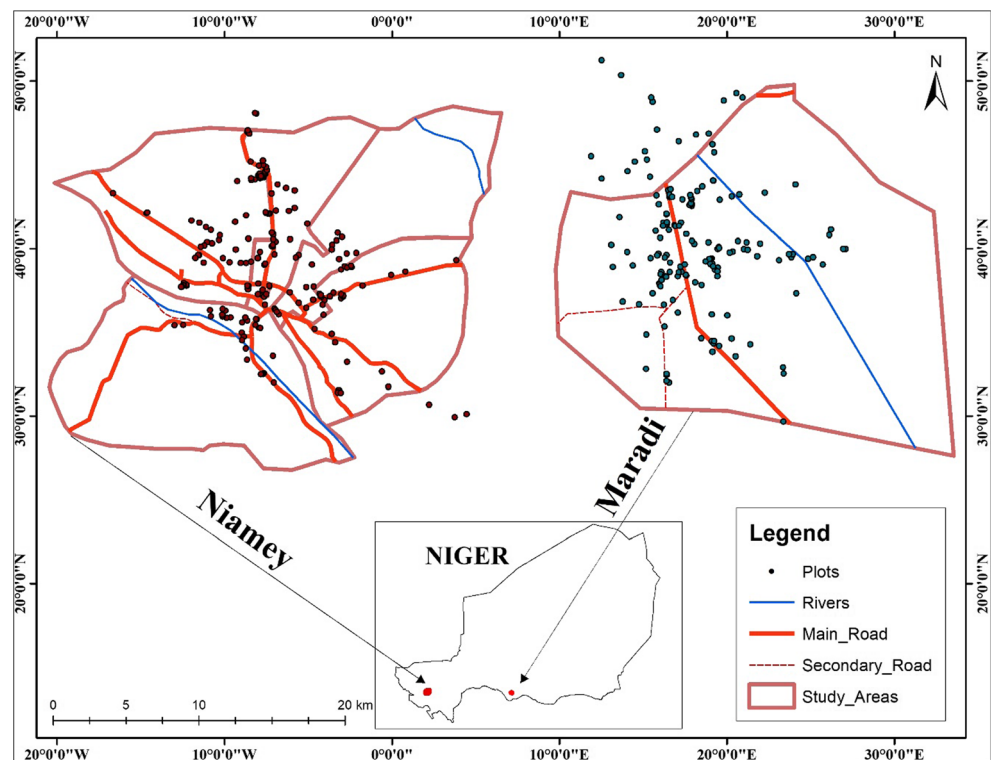 20°0'0"W 10°0'0"W 0°0'0" 10°0'0"E 20°0'0"E 30°0'0"E
50°0'0"N
40°0'0"N
30°0'0"N
50°0'0"N
40°0'0"N
30°0'0"N
20°0'0"N
20°0'0"N
N
Niamey
Maradi
NIGER
Legend
Plots
Rivers
Main_Road
Secondary_Road
Study_Areas
0 5 10 20 km
20°0'0"W 10°0'0"W 0°0'0" 10°0'0"E 20°0'0"E 30°0'0"E